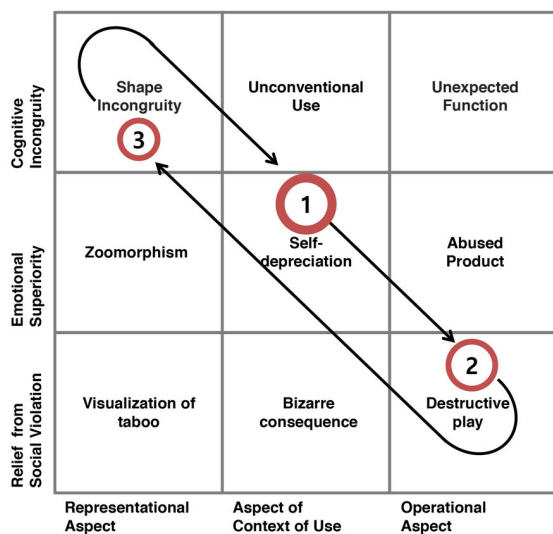 Cognitive
Incongruity
Shape
Incongruity
3
Unconventional
Use
Unexpected
Function
Emotional
Superiority
Zoomorphism
1
Self-
depreciation
Abused
Product
Relief from
Social Violation
Visualization of
taboo
Bizarre
consequence
2
Destructive
play
Representational
Aspect
Aspect of
Context of Use
Operational
Aspect